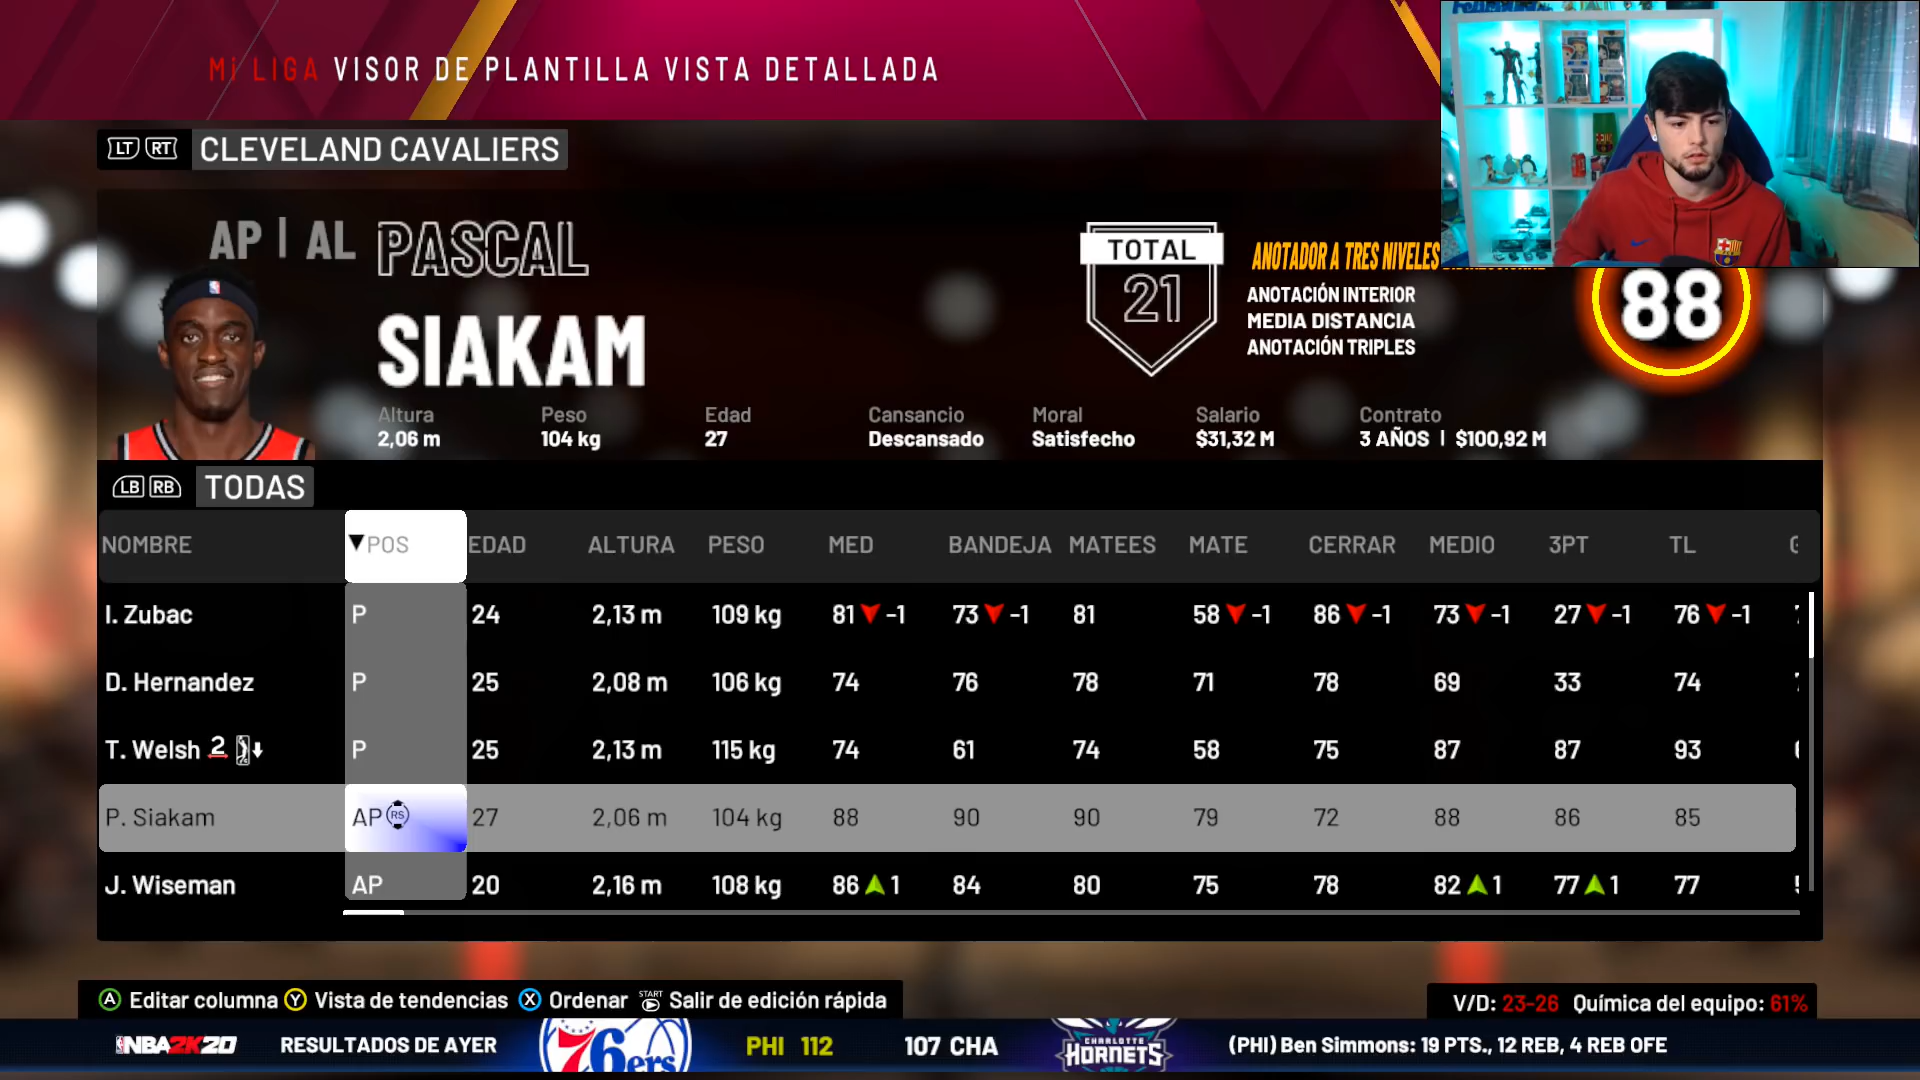 Mi LIGA VISOR DE PLANTILLA VISTA DETALLADA
LT RT CLEVELAND CAVALIERS
AP | AL PASCAL
SIAKAM
TOTAL
21
ANOTADOR A TRES NIVELES
ANOTACIÓN INTERIOR
MEDIA DISTANCIA
ANOTACIÓN TRIPLES
88
Altura Peso Edad Cansancio Moral Salario Contrato
2,06 m 104 kg 27 Descansado Satisfecho $31,32 M 3 AÑOS | $100,92 M
LB RB TODAS
NOMBRE POS EDAD ALTURA PESO MED BANDEJA MATEES MATE CERRAR MEDIO 3PT TL
I. Zubac P 24 2,13 m 109 kg 81 -1 73 -1 81 58 -1 86 -1 73 -1 27 -1 76 -1
D. Hernandez P 25 2,08 m 106 kg 74 76 78 71 78 69 33 74
T. Welsh 2 P 25 2,13 m 115 kg 74 61 74 58 75 87 87 93
P. Siakam AP RS 27 2,06 m 104 kg 88 90 90 79 72 88 86 85
J. Wiseman AP 20 2,16 m 108 kg 86 1 84 80 75 78 82 1 77 1 77
A Editar columna Y Vista de tendencias X Ordenar START Salir de edición rápida
V/D: 23-26 Química del equipo: 61%
NBA2K20 RESULTADOS DE AYER 76ers PHI 112 107 CHA CHARLOTTE HORNETS (PHI) Ben Simmons: 19 PTS., 12 REB, 4 REB OFE